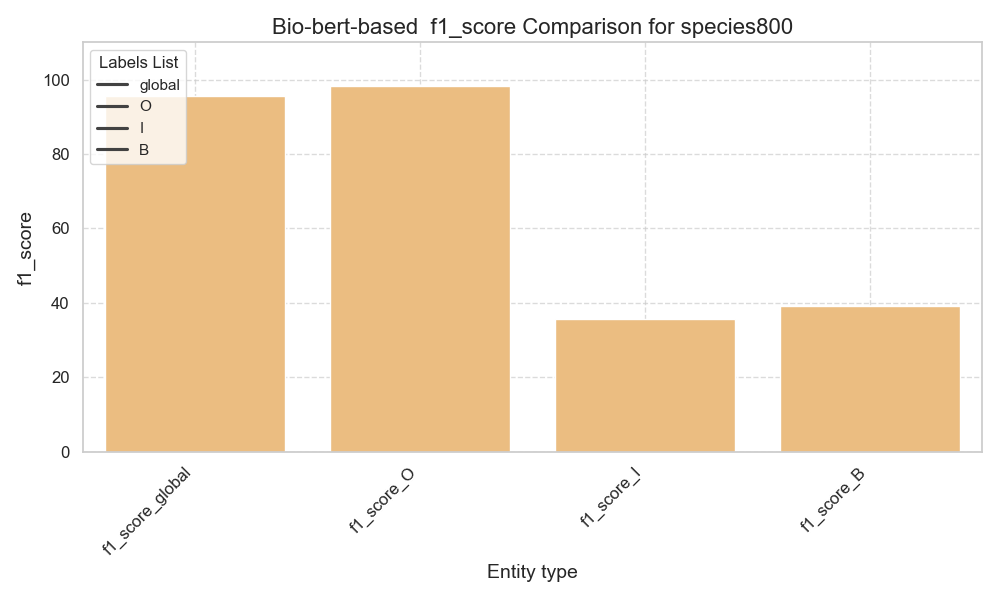 Bio-bert-based  f1_score Comparison for species800
Labels List
global
O
I
B
100
80
60
40
20
0
f1_score
f1_score_global
f1_score_O
f1_score_I
f1_score_B
Entity type